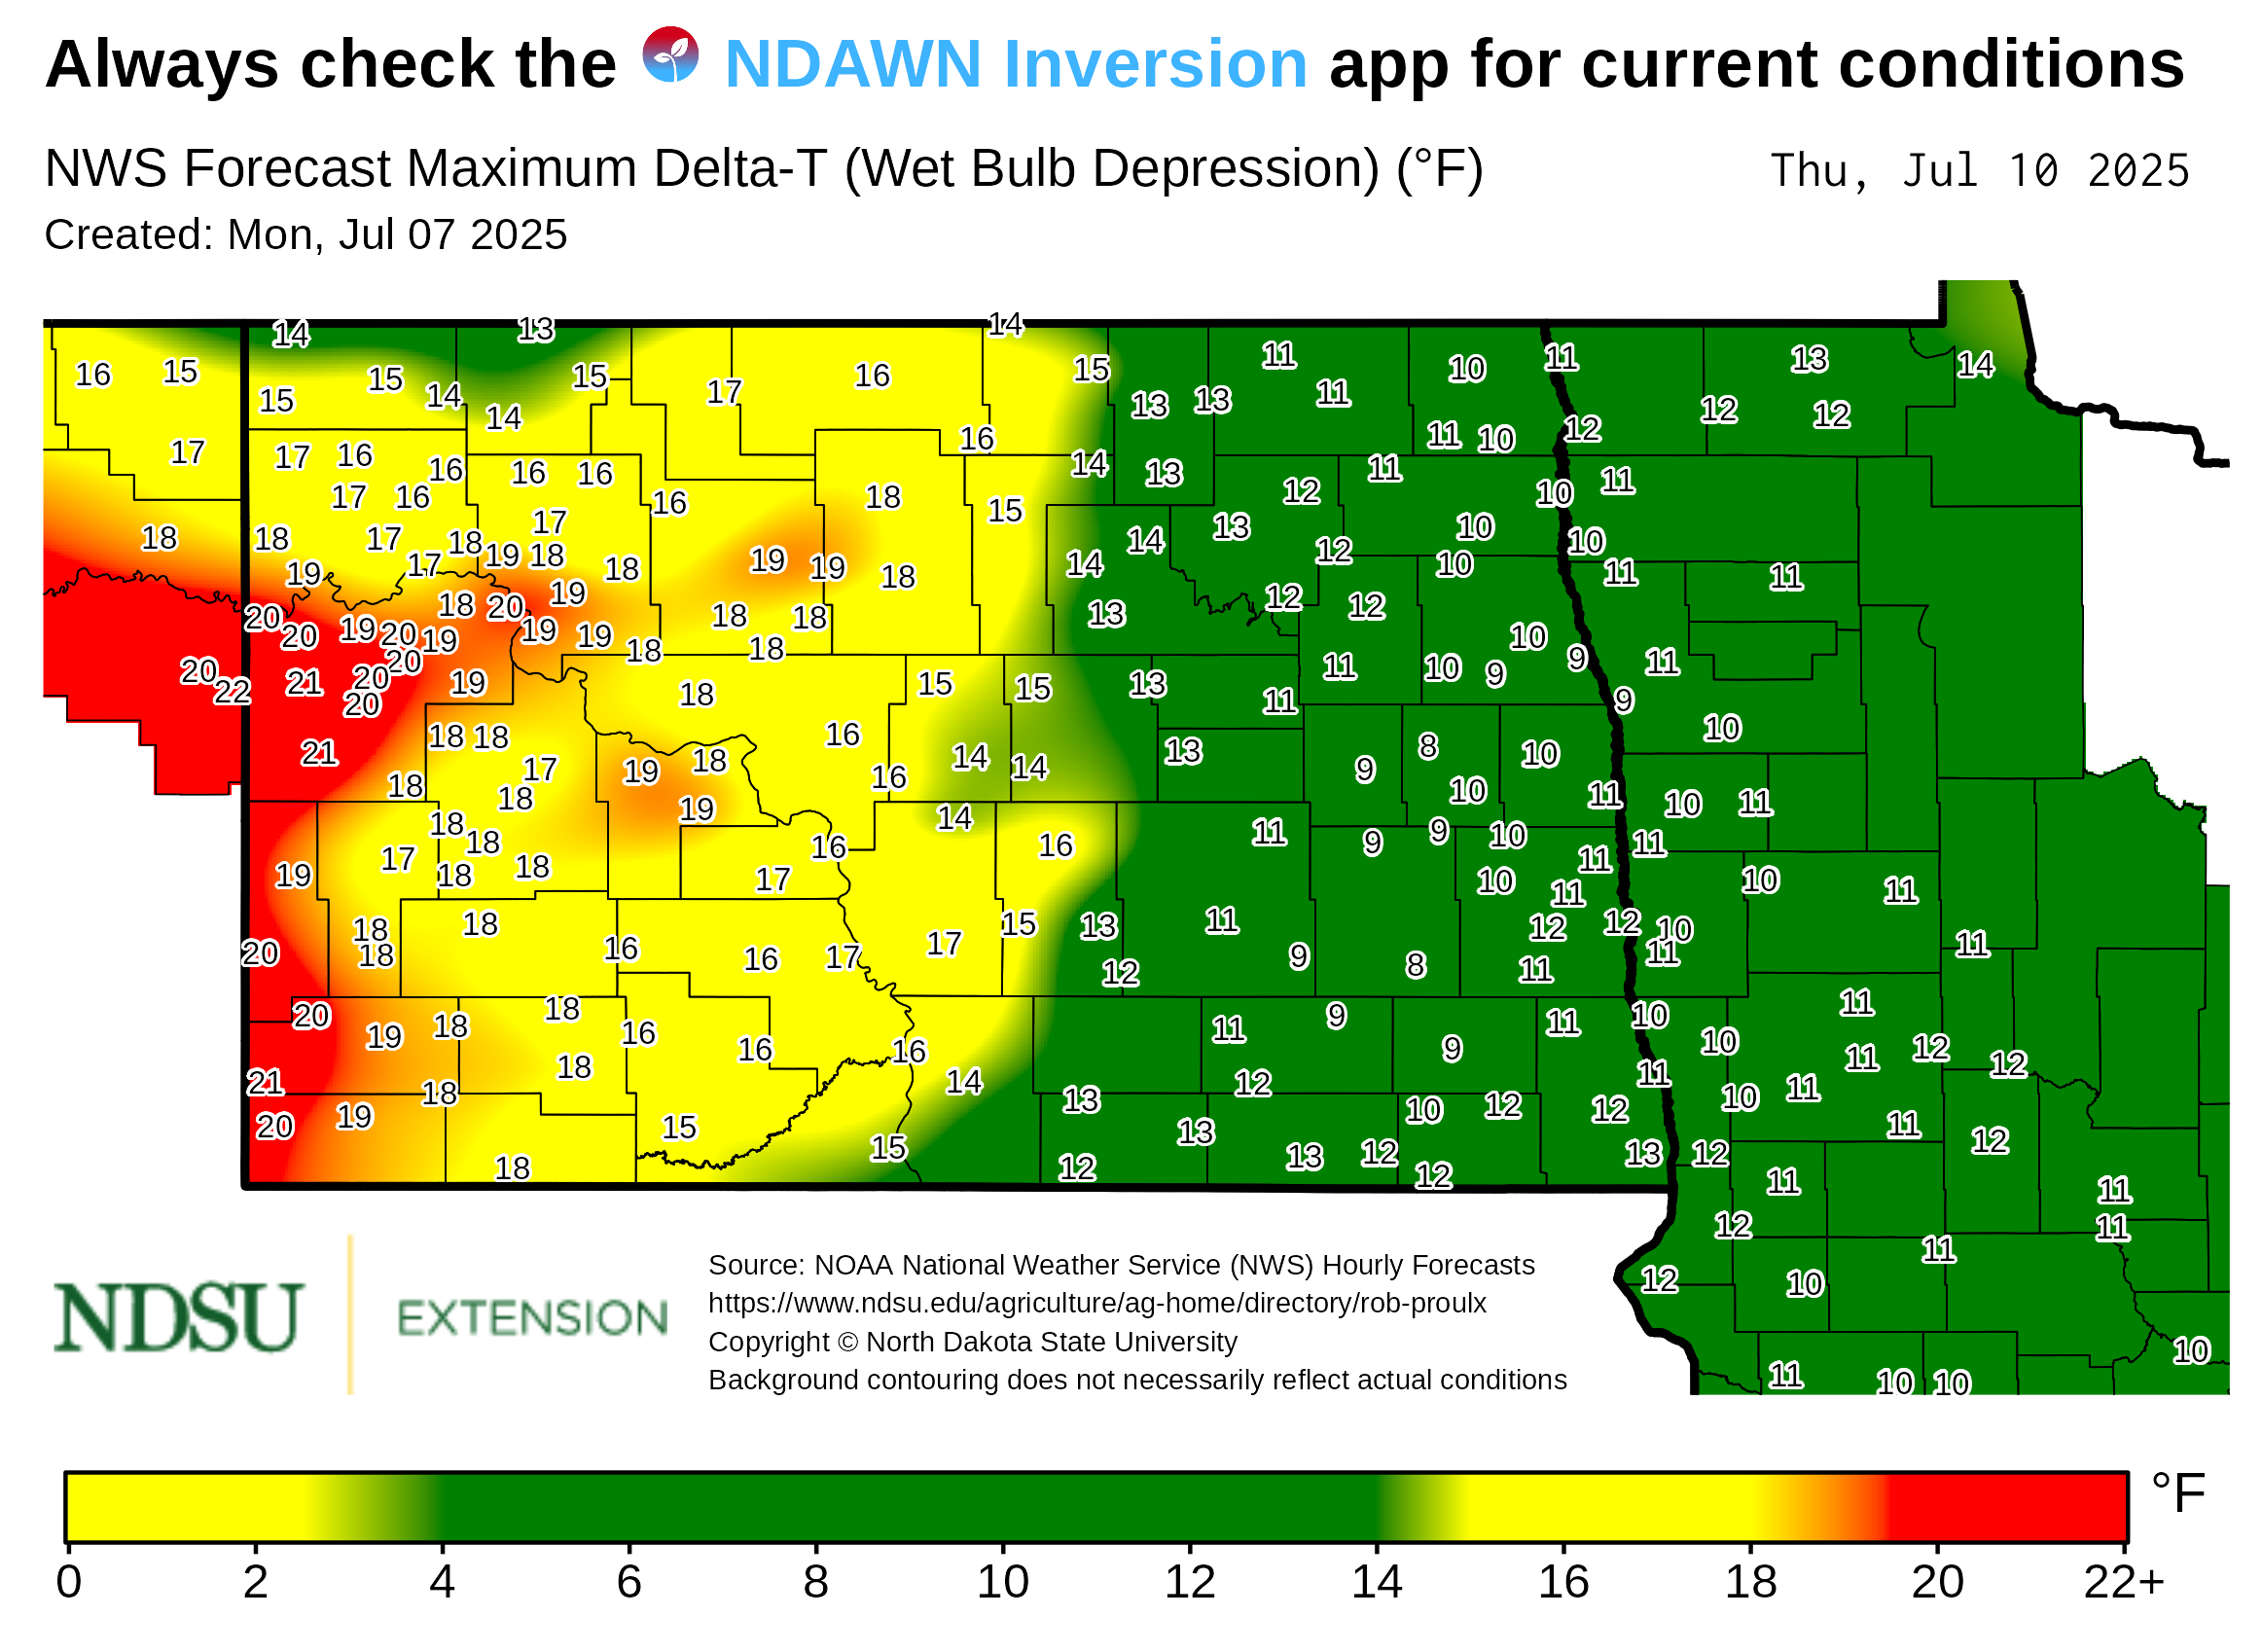 Always check the NDAWN Inversion app for current conditions
NWS Forecast Maximum Delta-T (Wet Bulb Depression) (°F) Thu, Jul 10 2025
Created: Mon, Jul 07 2025
14 13 14
16 15 15 15 14 15 17 16 15 11 10 11 13 14
15 14 13 13 11 12 12
17 17 16 16 16 16 16 14 13 11 10 12 11
17 16 16 18 15 12 10 11
18 18 17 17 18 19 18 17 18 19 19 18 14 14 13 12 10 10 10
19 18 20 19 18 18 13 12 12 11 11
20 20 19 20 19 19 19 18 18 10 9 11
20 22 21 20 20 20 19 18 15 15 13 11 11 10 9 9
21 18 18 17 19 18 16 14 14 13 9 8 10 10
18 18 19 16 14 10 11 10 11
18 18 16 16 11 9 9 10 11
19 17 18 18 17 10 11 11 10 11
20 18 18 18 16 16 17 17 15 13 11 9 8 12 12 10 11 11
12 11
20 19 18 18 16 16 16 11 9 9 11 10 10 11
21 18 18 14 12 11 10 11 11 12 12
20 19 15 13 13 10 12 12 11
18 15 12 13 12 12 13 12 11 12
12 11 11
12 10 11
11 10 10 10
NDSU EXTENSION
Source: NOAA National Weather Service (NWS) Hourly Forecasts
https://www.ndsu.edu/agriculture/ag-home/directory/rob-proulx
Copyright © North Dakota State University
Background contouring does not necessarily reflect actual conditions
°F
0 2 4 6 8 10 12 14 16 18 20 22+